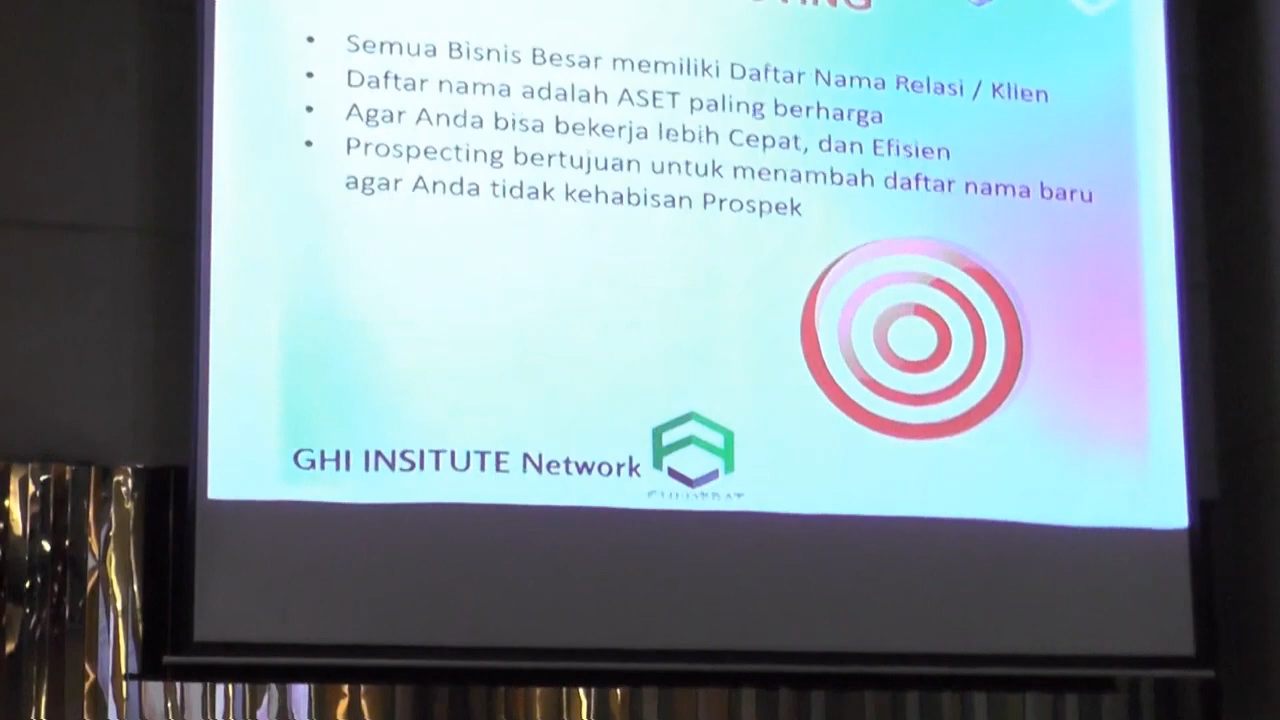 • Semua Bisnis Besar memiliki Daftar Nama Relasi / Klien
• Daftar nama adalah ASET paling berharga
• Agar Anda bisa bekerja lebih Cepat, dan Efisien
• Prospecting bertujuan untuk menambah daftar nama baru
agar Anda tidak kehabisan Prospek
GHI INSITUTE Network